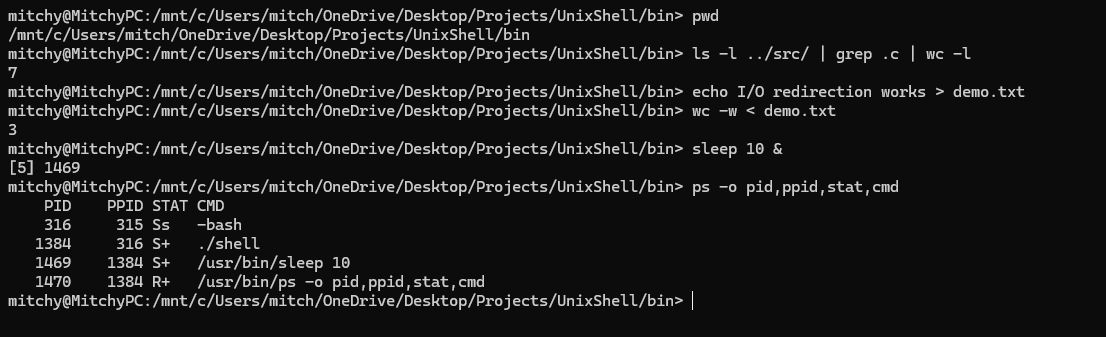 mitchy@MitchyPC:/mnt/c/Users/mitch/OneDrive/Desktop/Projects/UnixShell/bin> pwd
/mnt/c/Users/mitch/OneDrive/Desktop/Projects/UnixShell/bin
mitchy@MitchyPC:/mnt/c/Users/mitch/OneDrive/Desktop/Projects/UnixShell/bin> ls -l ../src/ | grep .c | wc -l
7
mitchy@MitchyPC:/mnt/c/Users/mitch/OneDrive/Desktop/Projects/UnixShell/bin> echo I/O redirection works > demo.txt
mitchy@MitchyPC:/mnt/c/Users/mitch/OneDrive/Desktop/Projects/UnixShell/bin> wc -w < demo.txt
3
mitchy@MitchyPC:/mnt/c/Users/mitch/OneDrive/Desktop/Projects/UnixShell/bin> sleep 10 &
[5] 1469
mitchy@MitchyPC:/mnt/c/Users/mitch/OneDrive/Desktop/Projects/UnixShell/bin> ps -o pid,ppid,stat,cmd
    PID    PPID STAT CMD
    316     315 Ss   -bash
   1384     316 S+   ./shell
   1469    1384 S+   /usr/bin/sleep 10
   1470    1384 R+   /usr/bin/ps -o pid,ppid,stat,cmd
mitchy@MitchyPC:/mnt/c/Users/mitch/OneDrive/Desktop/Projects/UnixShell/bin>